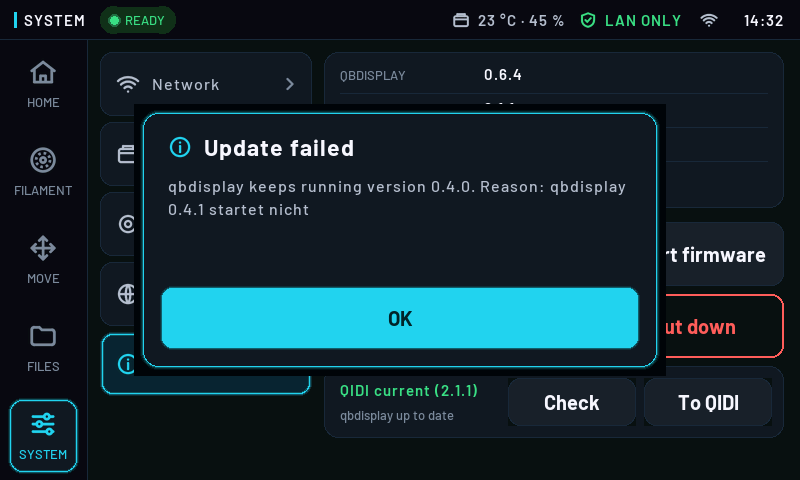 SYSTEM
READY
23 °C · 45 %
LAN ONLY
14:32
HOME
FILAMENT
MOVE
FILES
SYSTEM
Network
QBDISPLAY
0.6.4
Update failed
qbdisplay keeps running version 0.4.0. Reason: qbdisplay
0.4.1 startet nicht
OK
rt firmware
ut down
QIDI current (2.1.1)
qbdisplay up to date
Check
To QIDI